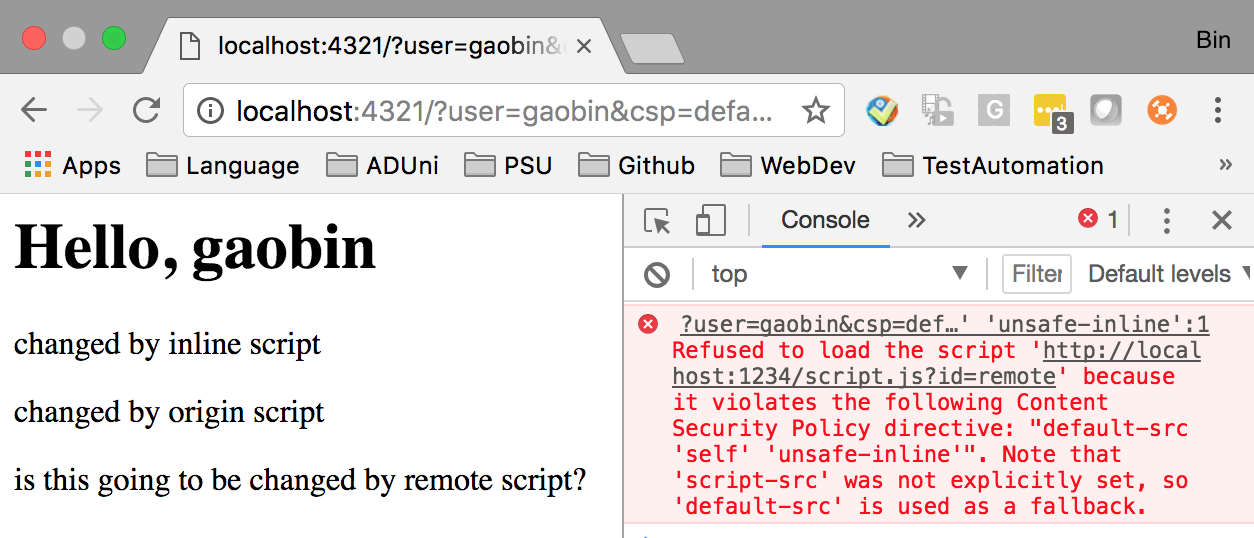 localhost:4321/?user=gaobin&
Bin
localhost:4321/?user=gaobin&csp=defa...
G
3
Apps Language ADUni PSU Github WebDev TestAutomation »
Hello, gaobin
changed by inline script
changed by origin script
is this going to be changed by remote script?
Console » 1
top Filter Default levels
?user=gaobin&csp=def…' 'unsafe-inline':1
Refused to load the script 'http://local
host:1234/script.js?id=remote' because
it violates the following Content
Security Policy directive: "default-src
'self' 'unsafe-inline'". Note that
'script-src' was not explicitly set, so
'default-src' is used as a fallback.